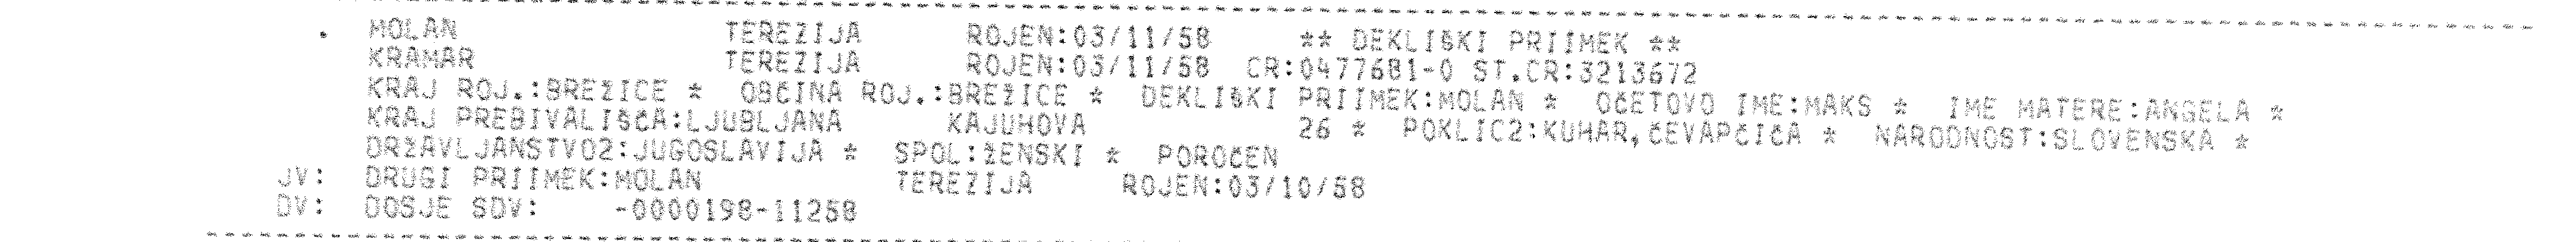 . MOLAN TEREZIJA ROJEN:03/11/58 ** DEKLIŠKI PRIIMEK **
KRAMAR TEREZIJA ROJEN:03/11/58 CR:0477681-0 ST.CR:3213672
KRAJ ROJ.:BREŽICE * OBČINA ROJ.:BREŽICE * DEKLIŠKI PRIIMEK:MOLAN * OČETOVO IME:MAKS * IME MATERE:ANGELA *
KRAJ PREBIVALIŠČA:LJUBLJANA KAJUHOVA 26 * POKLIC2:KUHAR,ČEVAPČIČA * NARODNOST:SLOVENSKA *
DRŽAVLJANSTVO2:JUGOSLAVIJA * SPOL:ŽENSKI * POROČEN
JV: DRUGI PRIIMEK:MOLAN TEREZIJA ROJEN:03/10/58
DV: DOSJE SDV: -0000198-11258